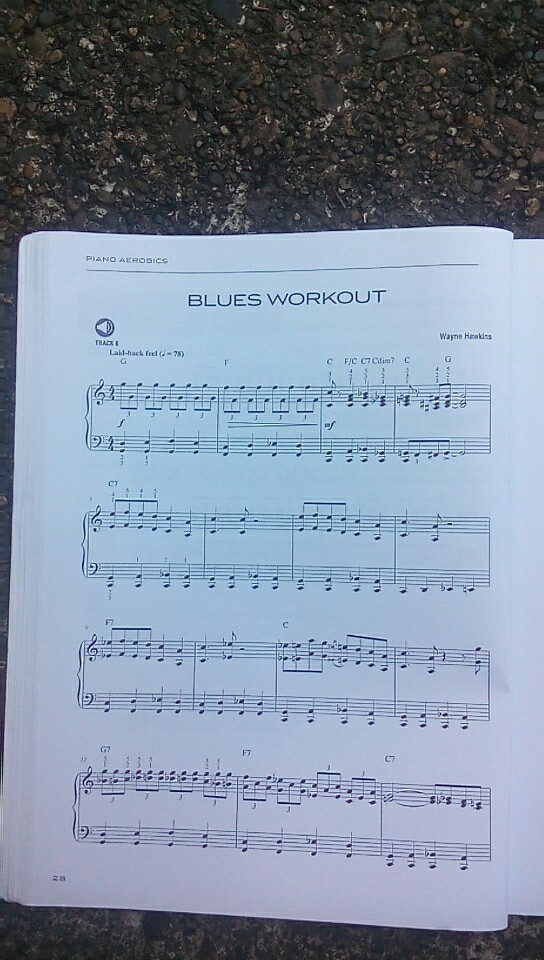 PIANO AEROBICS
BLUES WORKOUT
TRACK 6
Wayne Hawkins
Laid-back feel (♩ = 78)
G F C F/C C7 Cdim7 C G
f mf
C7
F7 C
G7 F7 C7
28